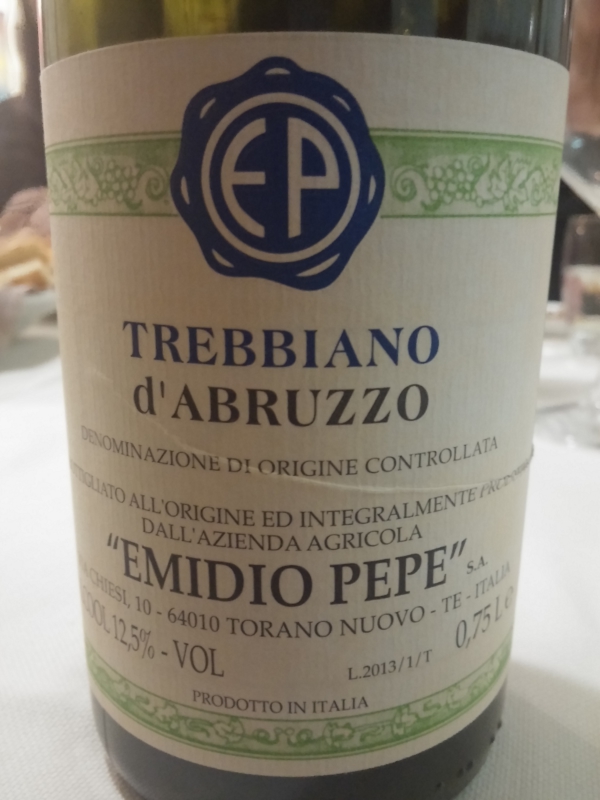 EP
TREBBIANO
d'ABRUZZO
DENOMINAZIONE DI ORIGINE CONTROLLATA
ALL'ORIGINE ED INTEGRALMENTE
DALL'AZIENDA AGRICOLA
"EMIDIO PEPE" S.A.
CHIESI, 10 - 64010 TORANO NUOVO - TE - ITALIA
12,5% - VOL 0,75 L e
L.2013/1/T
PRODOTTO IN ITALIA